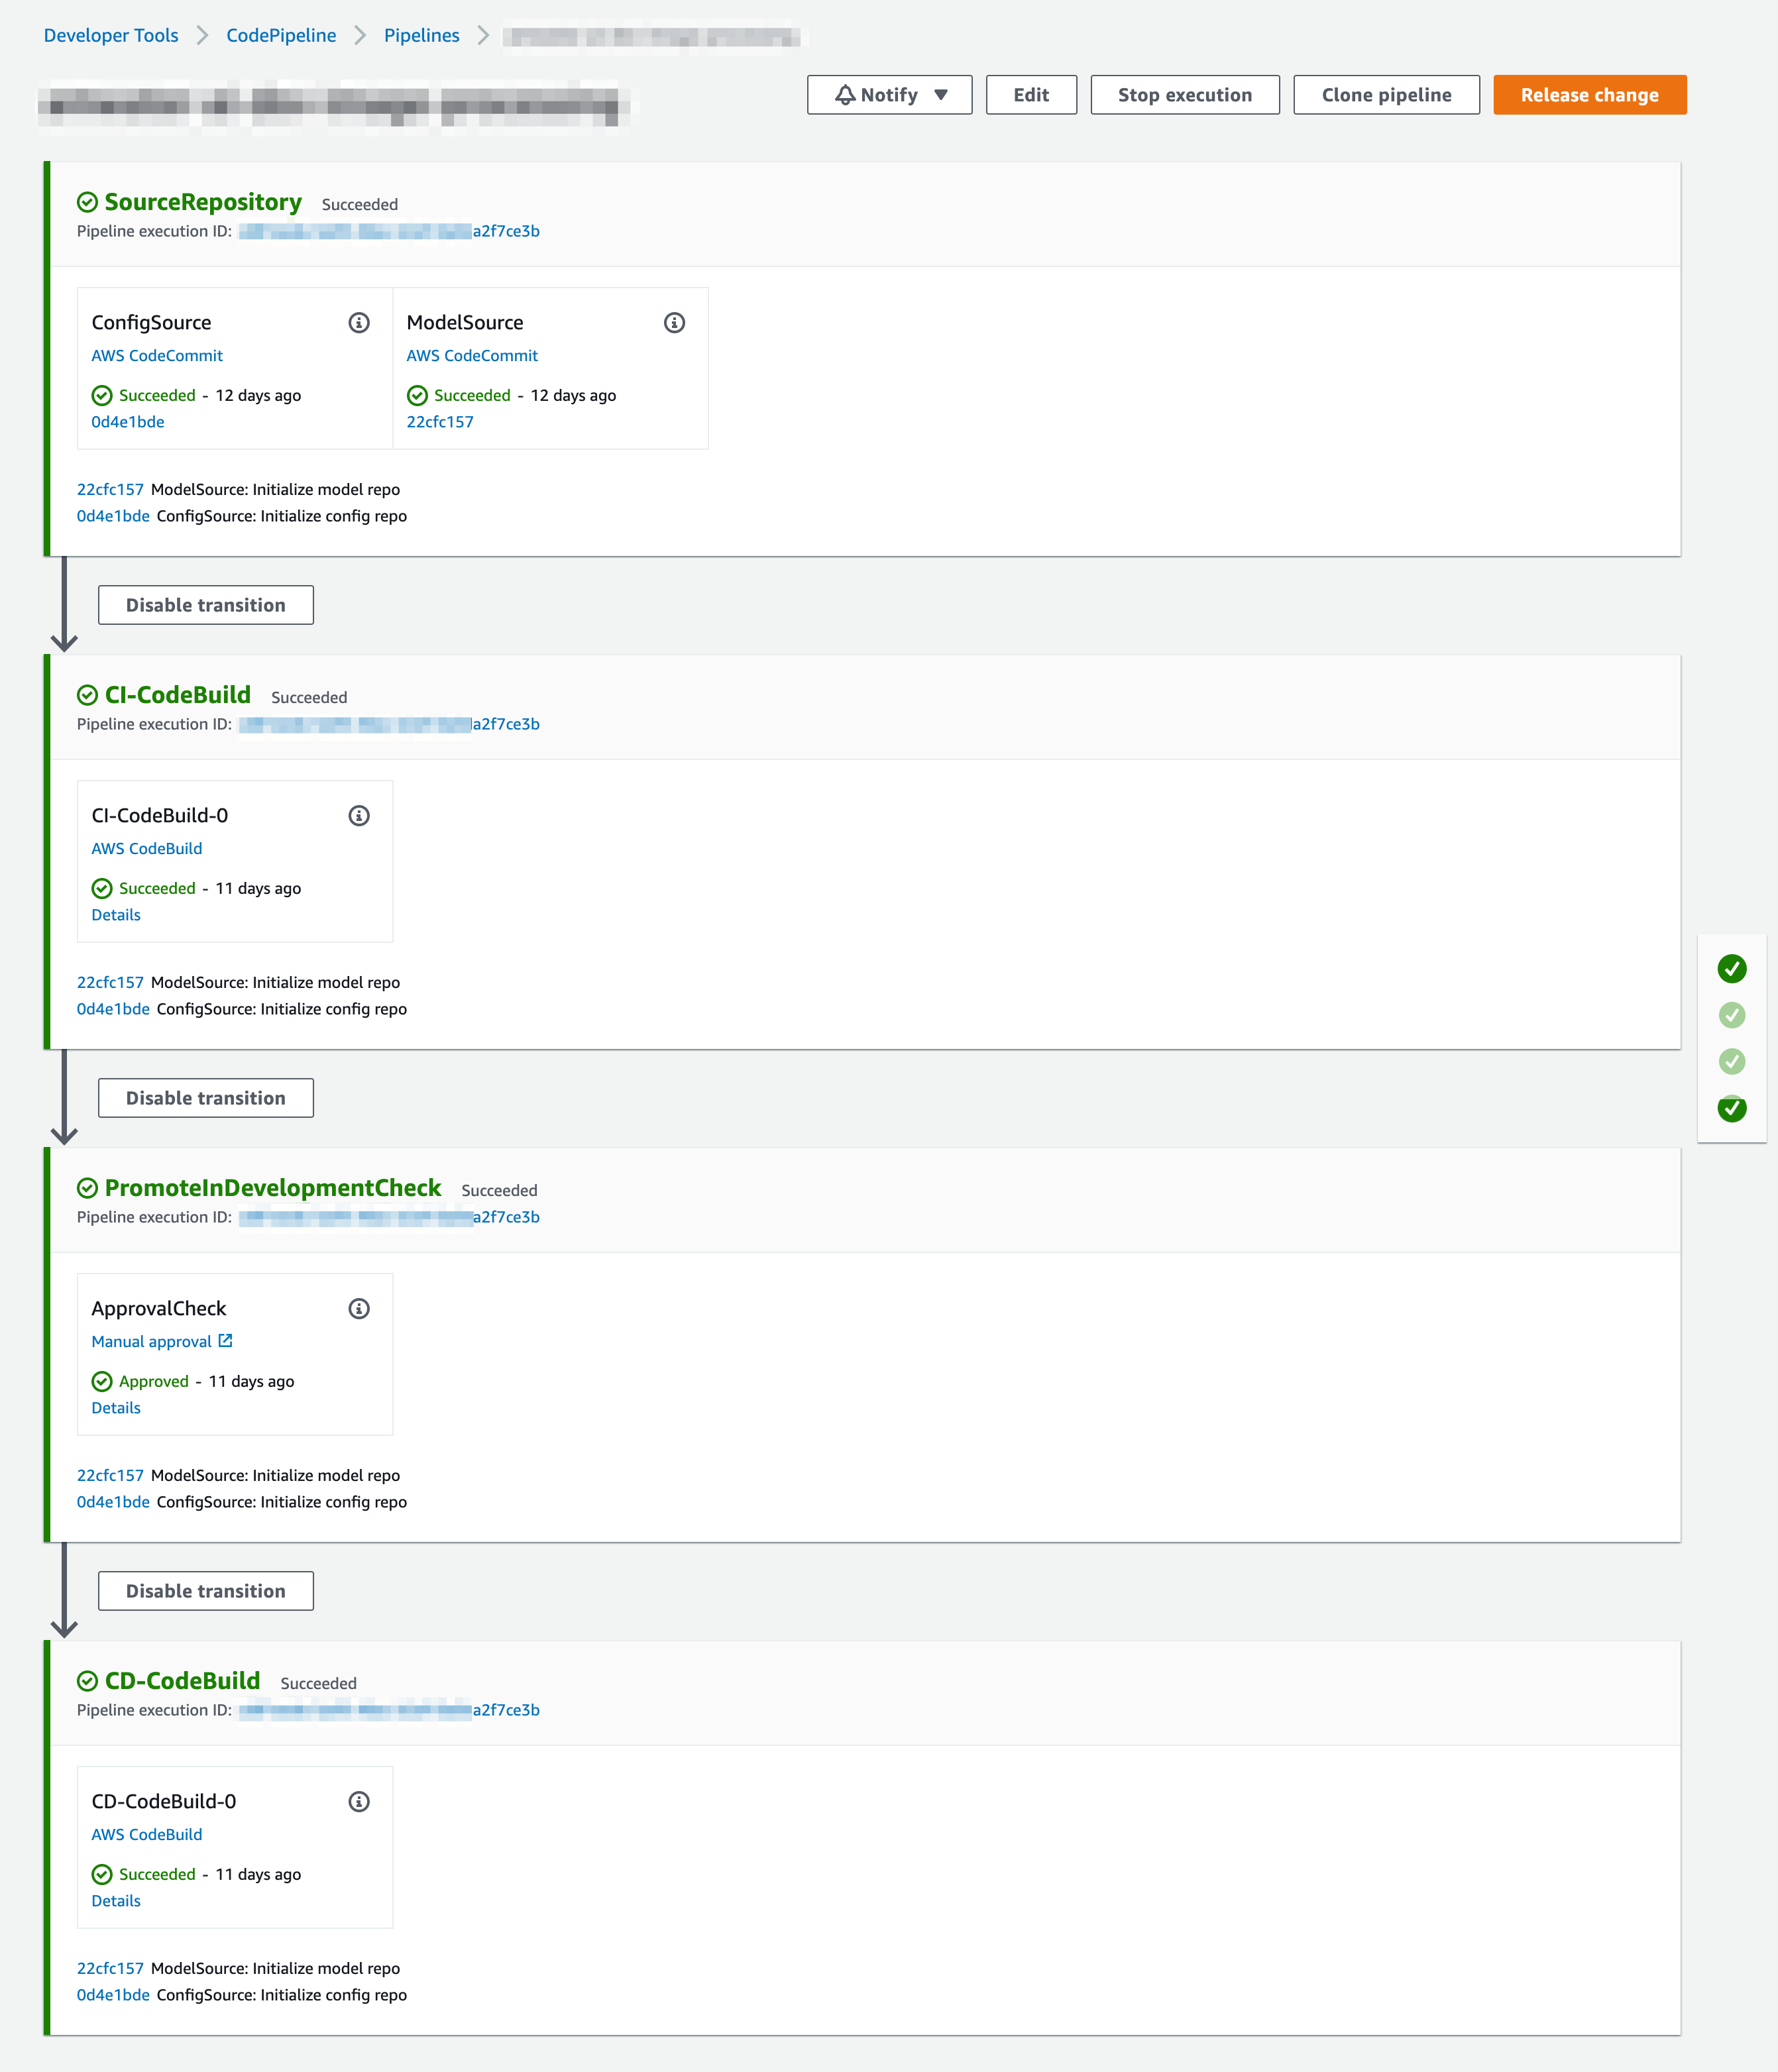 Developer Tools > CodePipeline > Pipelines >
Notify ▼ Edit Stop execution Clone pipeline Release change
SourceRepository Succeeded
Pipeline execution ID: a2f7ce3b
ConfigSource
AWS CodeCommit
Succeeded - 12 days ago
0d4e1bde
ModelSource
AWS CodeCommit
Succeeded - 12 days ago
22cfc157
22cfc157 ModelSource: Initialize model repo
0d4e1bde ConfigSource: Initialize config repo
Disable transition
CI-CodeBuild Succeeded
Pipeline execution ID: a2f7ce3b
CI-CodeBuild-0
AWS CodeBuild
Succeeded - 11 days ago
Details
22cfc157 ModelSource: Initialize model repo
0d4e1bde ConfigSource: Initialize config repo
Disable transition
PromoteInDevelopmentCheck Succeeded
Pipeline execution ID: a2f7ce3b
ApprovalCheck
Manual approval
Approved - 11 days ago
Details
22cfc157 ModelSource: Initialize model repo
0d4e1bde ConfigSource: Initialize config repo
Disable transition
CD-CodeBuild Succeeded
Pipeline execution ID: a2f7ce3b
CD-CodeBuild-0
AWS CodeBuild
Succeeded - 11 days ago
Details
22cfc157 ModelSource: Initialize model repo
0d4e1bde ConfigSource: Initialize config repo